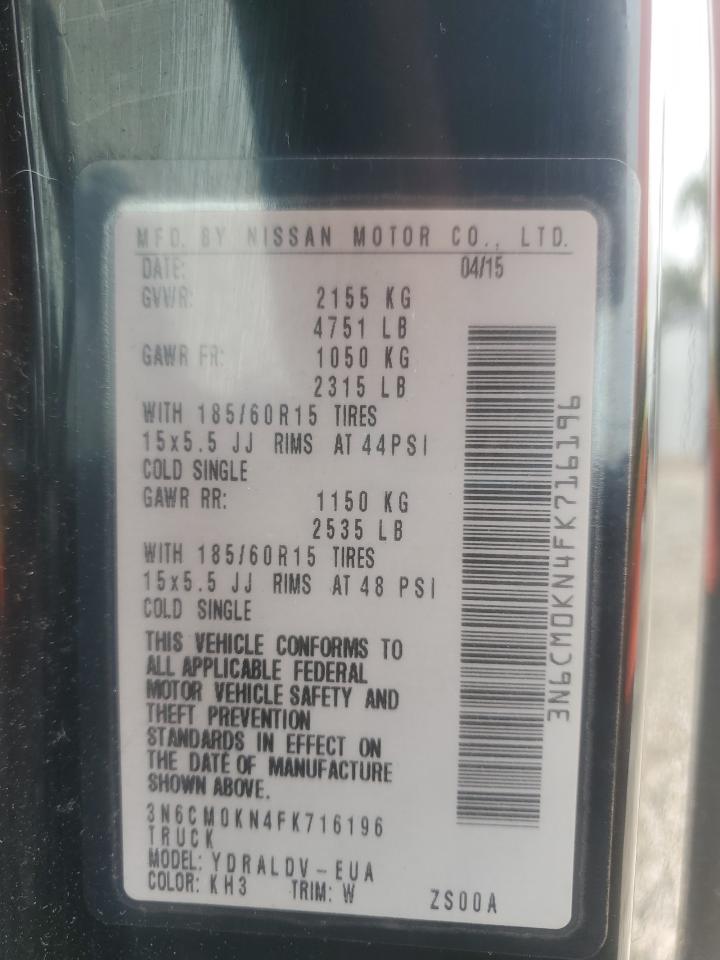 MFD. BY NISSAN MOTOR CO., LTD.
DATE: 04/15
GVWR: 2155 KG
4751 LB
GAWR FR: 1050 KG
2315 LB
WITH 185/60R15 TIRES
15x5.5 JJ RIMS AT 44PSI
COLD SINGLE
GAWR RR: 1150 KG
2535 LB
WITH 185/60R15 TIRES
15x5.5 JJ RIMS AT 48 PSI
COLD SINGLE
THIS VEHICLE CONFORMS TO
ALL APPLICABLE FEDERAL
MOTOR VEHICLE SAFETY AND
THEFT PREVENTION
STANDARDS IN EFFECT ON
THE DATE OF MANUFACTURE
SHOWN ABOVE.
3N6CM0KN4FK716196
TRUCK
MODEL: YDRALDV-EUA
COLOR: KH3 TRIM: W ZS00A
3N6CM0KN4FK716196